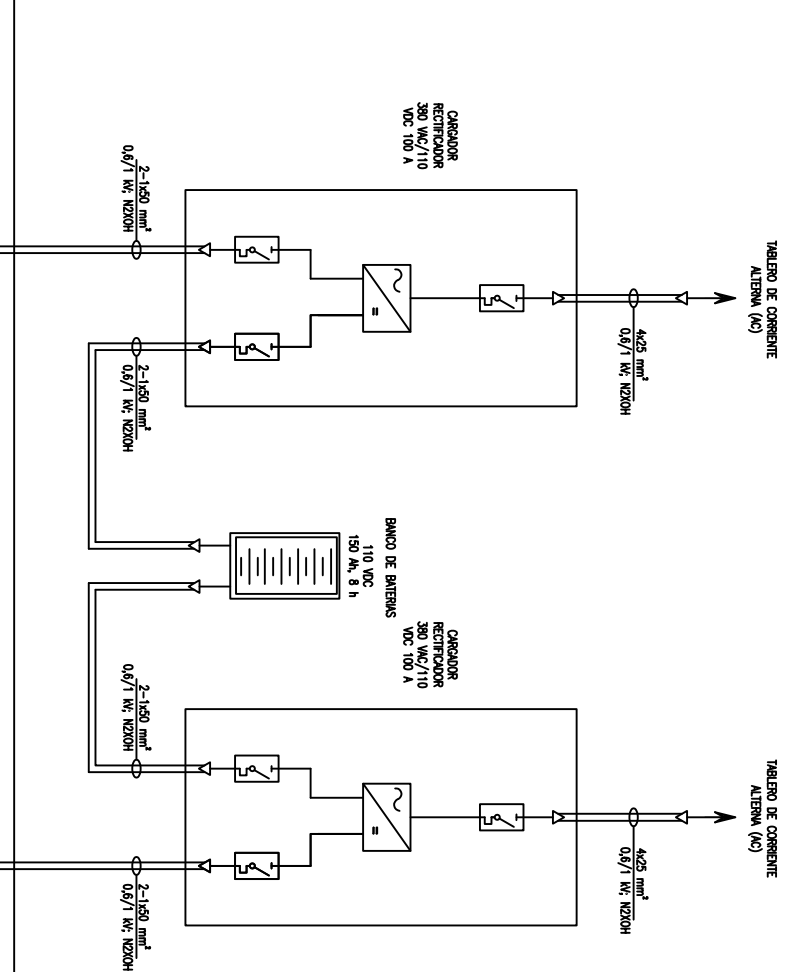 TABLERO DE CORRIENTE
ALTERNA (AC)
4x25 mm²
0,6/1 kV; N2XOH
CARGADOR
RECTIFICADOR
380 VAC/110
VDC 100 A
2-1x50 mm²
0,6/1 kV; N2XOH
2-1x50 mm²
0,6/1 kV; N2XOH
BANCO DE BATERIAS
110 VDC
150 Ah, 8 h
TABLERO DE CORRIENTE
ALTERNA (AC)
4x25 mm²
0,6/1 kV; N2XOH
CARGADOR
RECTIFICADOR
380 VAC/110
VDC 100 A
2-1x50 mm²
0,6/1 kV; N2XOH
2-1x50 mm²
0,6/1 kV; N2XOH